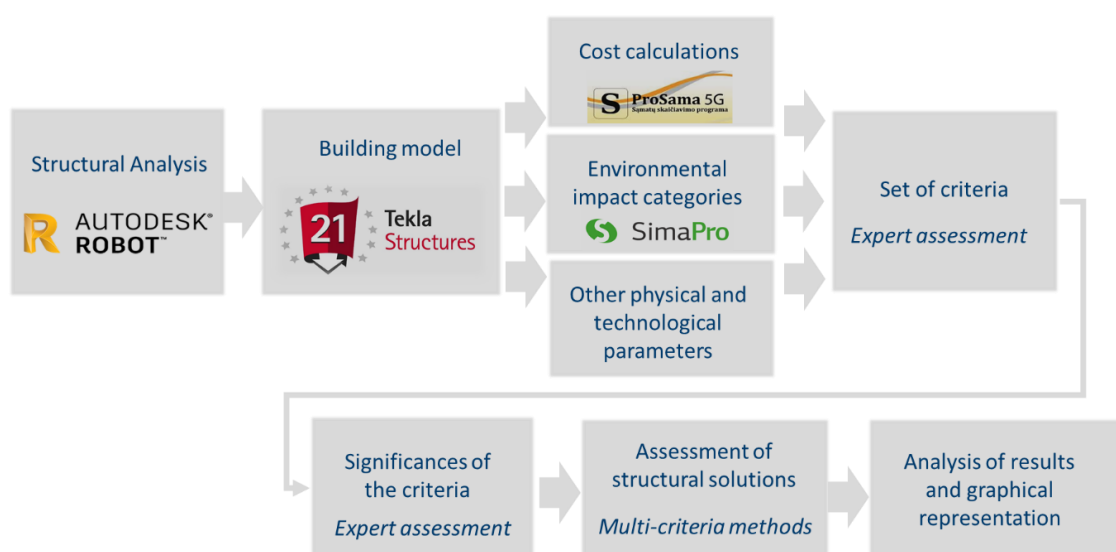 Structural Analysis
AUTODESK®
ROBOT™
Building model
21
Tekla
Structures
Cost calculations
S ProSama 5G
Sąmatų skaičiavimo programa
Environmental
impact categories
SimaPro
Other physical and
technological
parameters
Set of criteria
Expert assessment
Significances of
the criteria
Expert assessment
Assessment of
structural solutions
Multi-criteria methods
Analysis of results
and graphical
representation